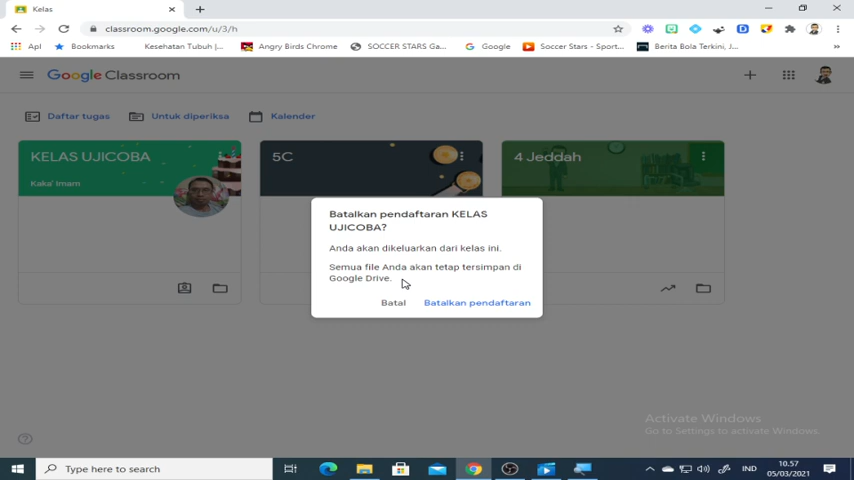 Kelas
classroom.google.com/u/3/h
Apl
Bookmarks
Kesehatan Tubuh |...
Angry Birds Chrome
SOCCER STARS Ga...
Google
Soccer Stars - Sport...
Berita Bola Terkini, J...
Google Classroom
Daftar tugas
Untuk diperiksa
Kalender
KELAS UJICOBA
Kaka' Imam
5C
4 Jeddah
Batalkan pendaftaran KELAS
UJICOBA?
Anda akan dikeluarkan dari kelas ini.
Semua file Anda akan tetap tersimpan di
Google Drive.
Batal
Batalkan pendaftaran
Activate Windows
Go to Settings to activate Windows.
Type here to search
IND
10.57
05/03/2021